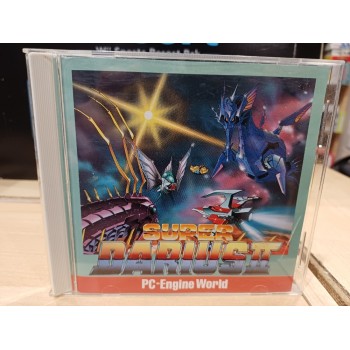 SUPER
DARIUS II
PC-Engine World